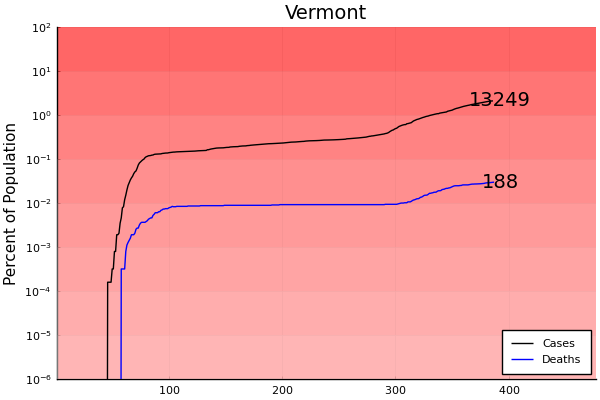 Vermont
Percent of Population
10²
10¹
10⁰
10⁻¹
10⁻²
10⁻³
10⁻⁴
10⁻⁵
10⁻⁶
13249
188
Cases
Deaths
100 200 300 400